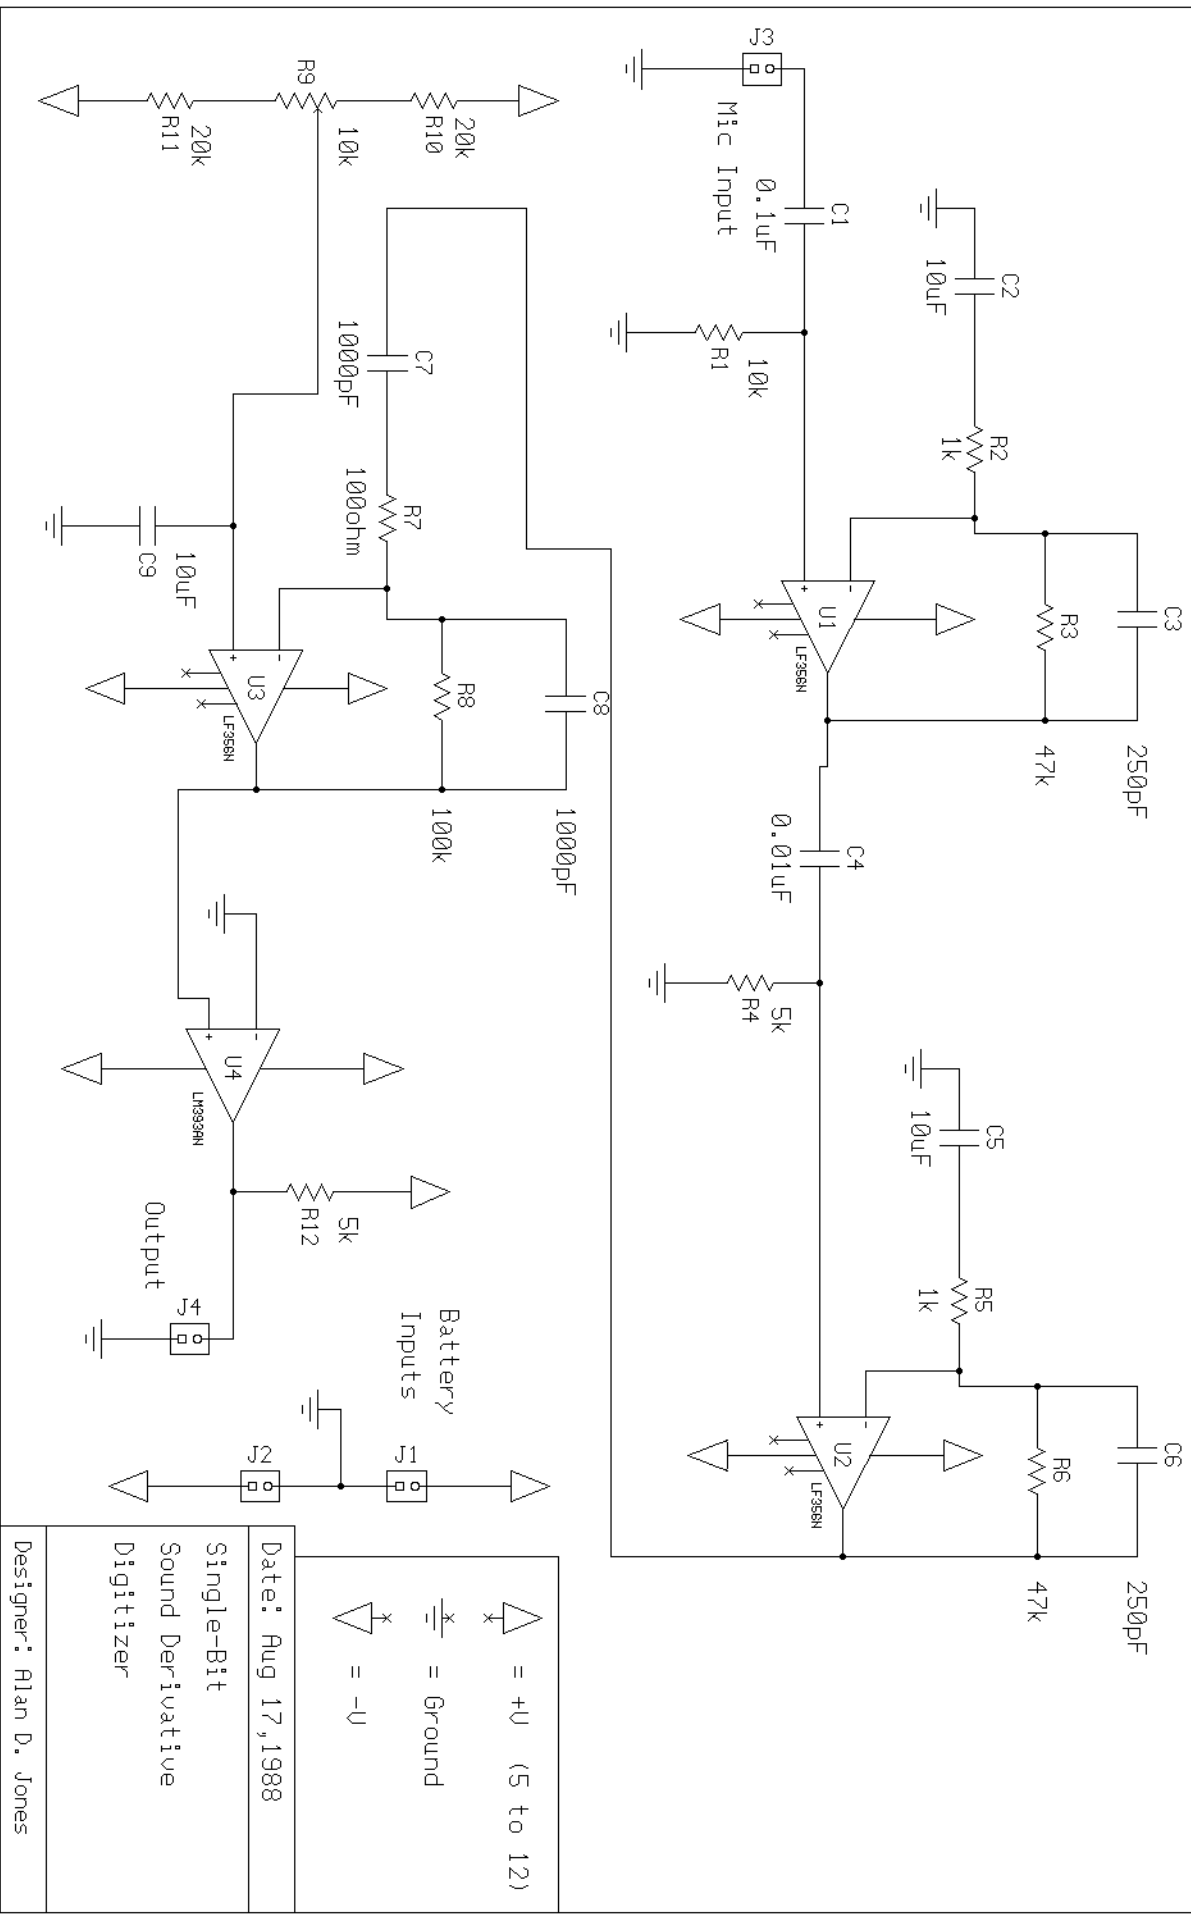 C3
250pF
R3
47k
C2
10uF
R2
1k
U1
LF356N
-
+
J3
Mic Input
C1
0.1uF
R1
10k
C4
0.01uF
R4
5k
C6
250pF
R6
47k
C5
10uF
R5
1k
U2
LF356N
-
+
C8
1000pF
R8
100k
C7
1000pF
R7
100ohm
U3
LF356N
-
+
R10
20k
R9
10k
R11
20k
C9
10uF
U4
LM393AN
-
+
R12
5k
Output
J4
Battery
Inputs
J1
J2
= +V (5 to 12)
= Ground
= -V
Date: Aug 17,1988
Single-Bit
Sound Derivative
Digitizer
Designer: Alan D. Jones